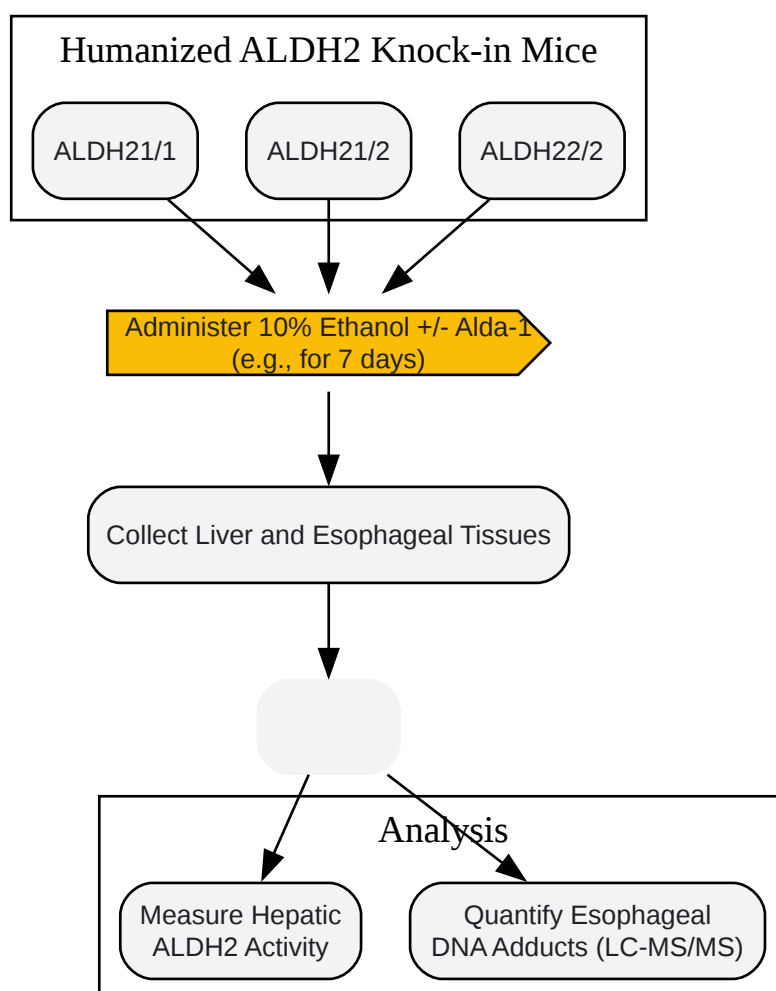 Humanized ALDH2 Knock-in Mice
ALDH21/1
ALDH21/2
ALDH22/2
Administer 10% Ethanol +/- Alda-1
(e.g., for 7 days)
Collect Liver and Esophageal Tissues
Analysis
Measure Hepatic
ALDH2 Activity
Quantify Esophageal
DNA Adducts (LC-MS/MS)